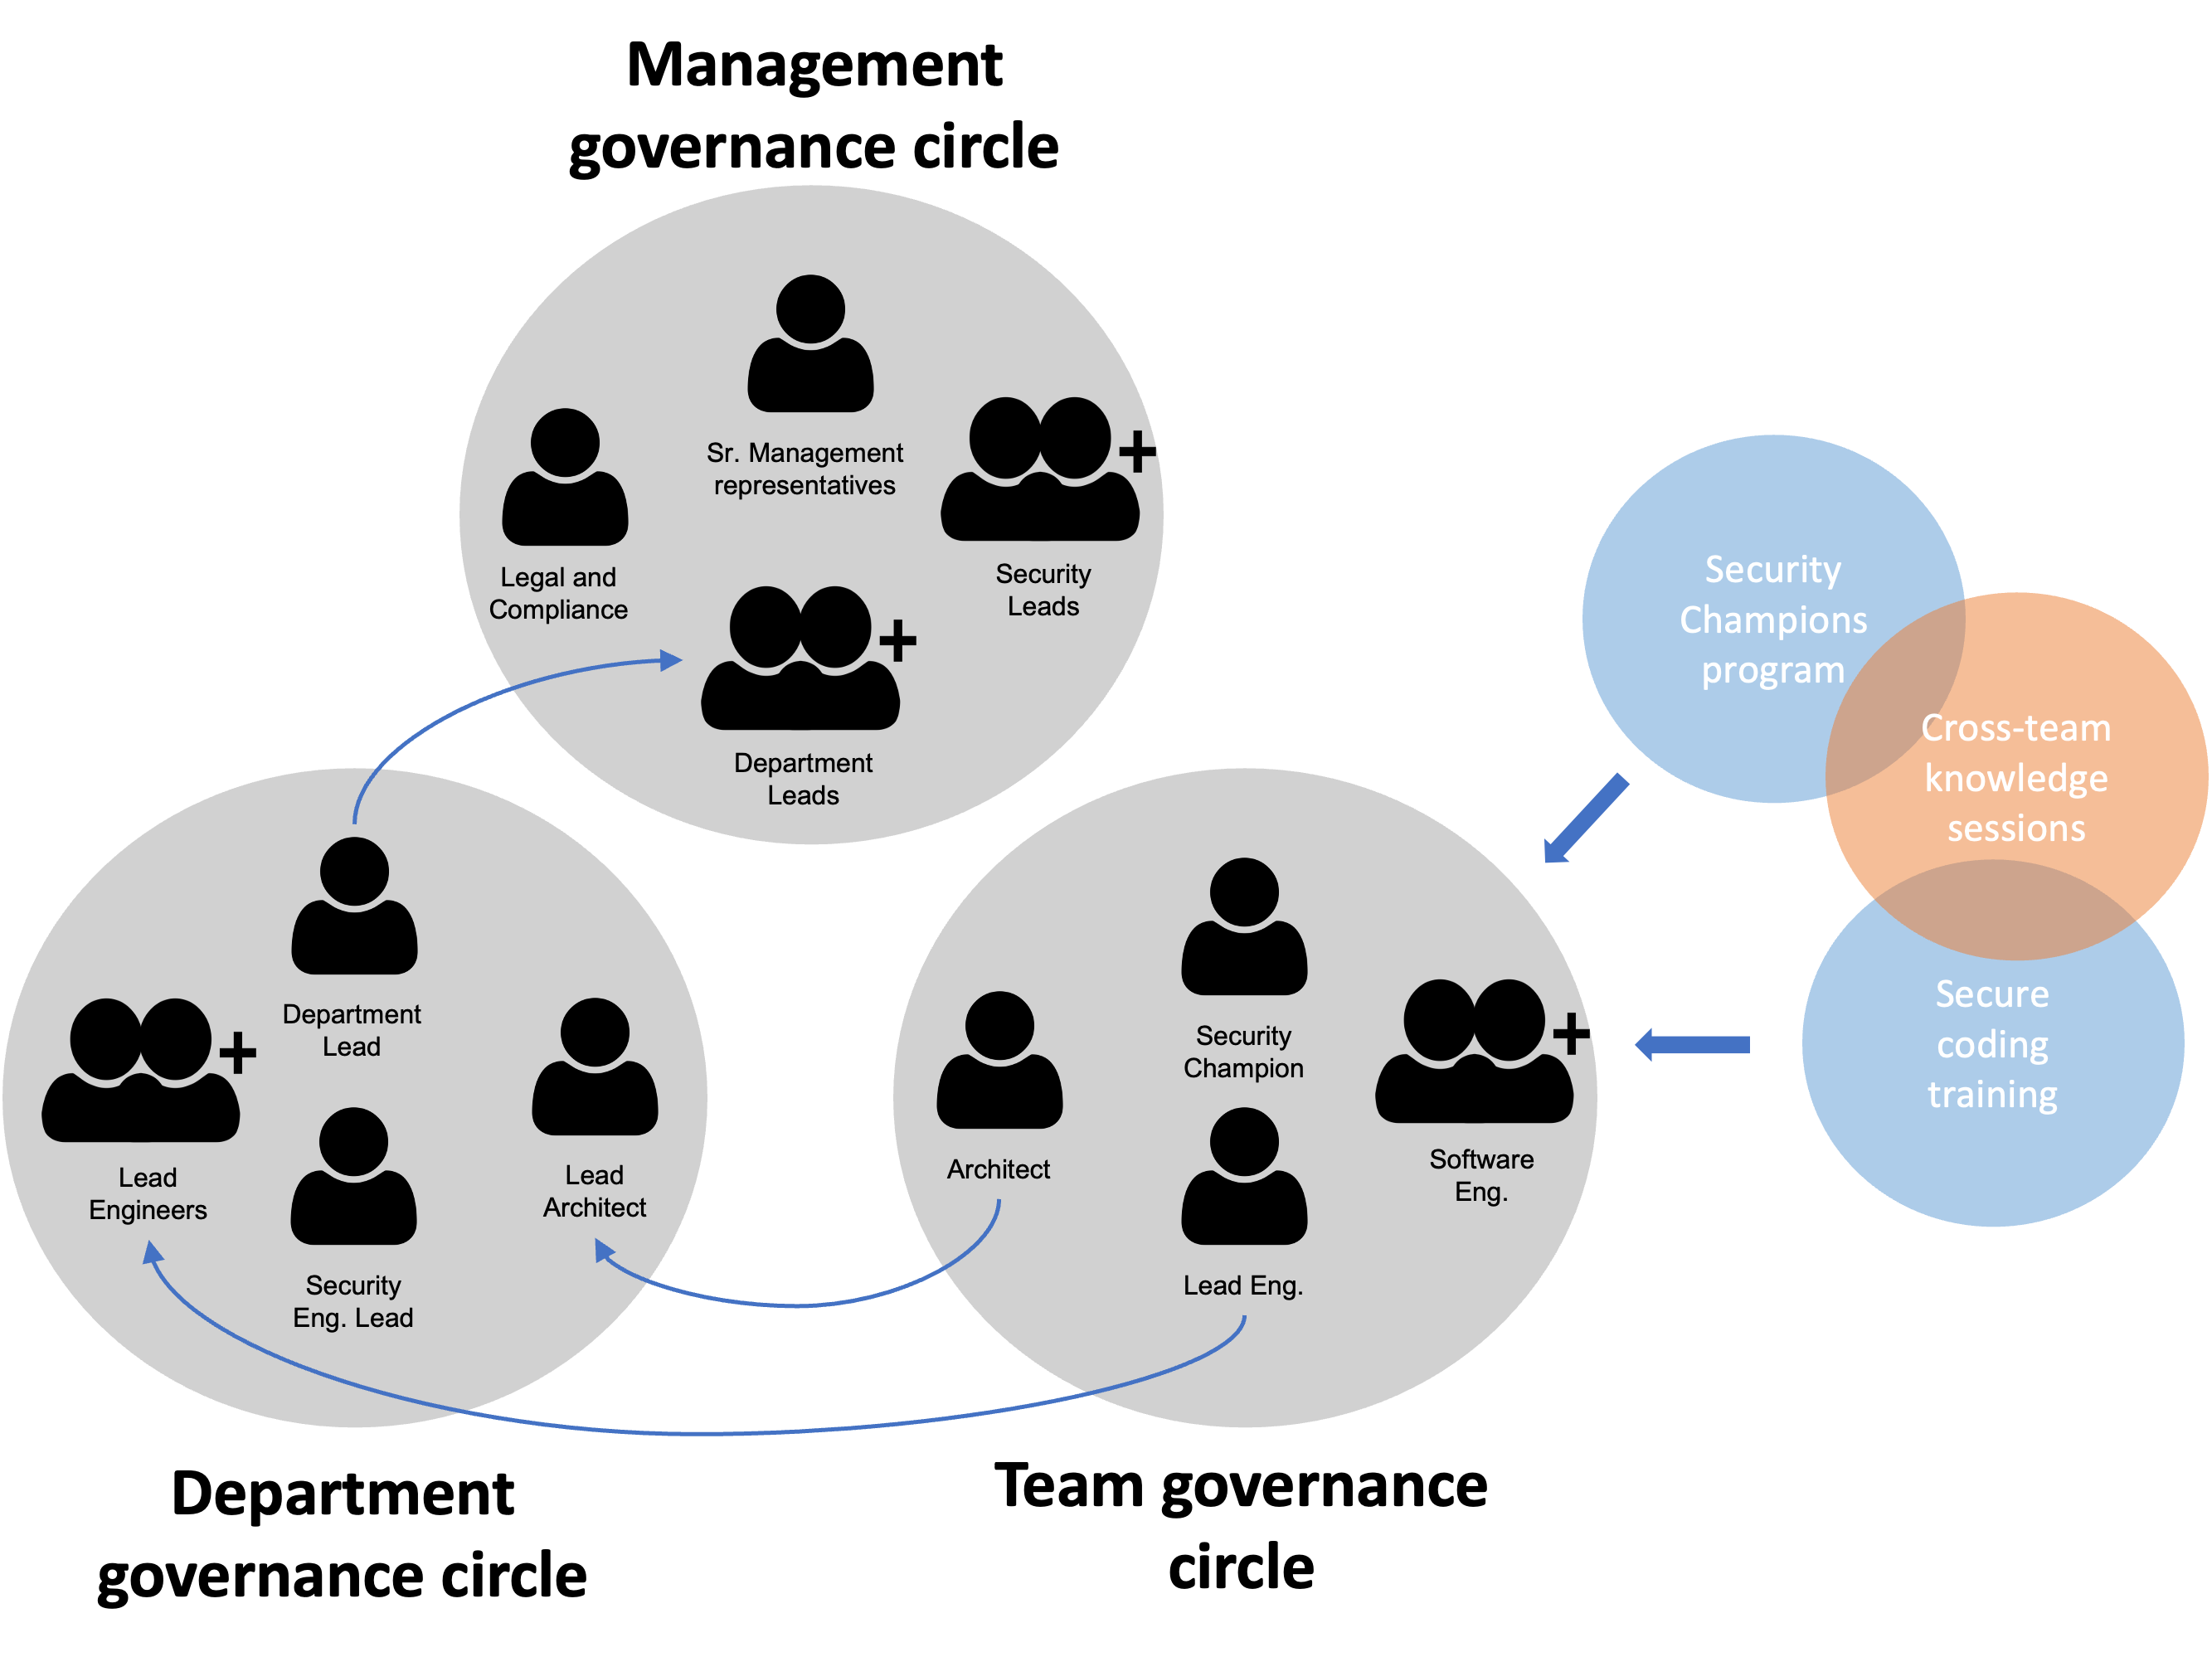 Management
governance circle
Sr. Management
representatives
Legal and
Compliance
Security
Leads
Department
Leads
Security
Champions
program
Cross-team
knowledge
sessions
Secure
coding
training
Department
Lead
Lead
Engineers
Lead
Architect
Security
Eng. Lead
Security
Champion
Architect
Software
Eng.
Lead Eng.
Department
governance circle
Team governance
circle